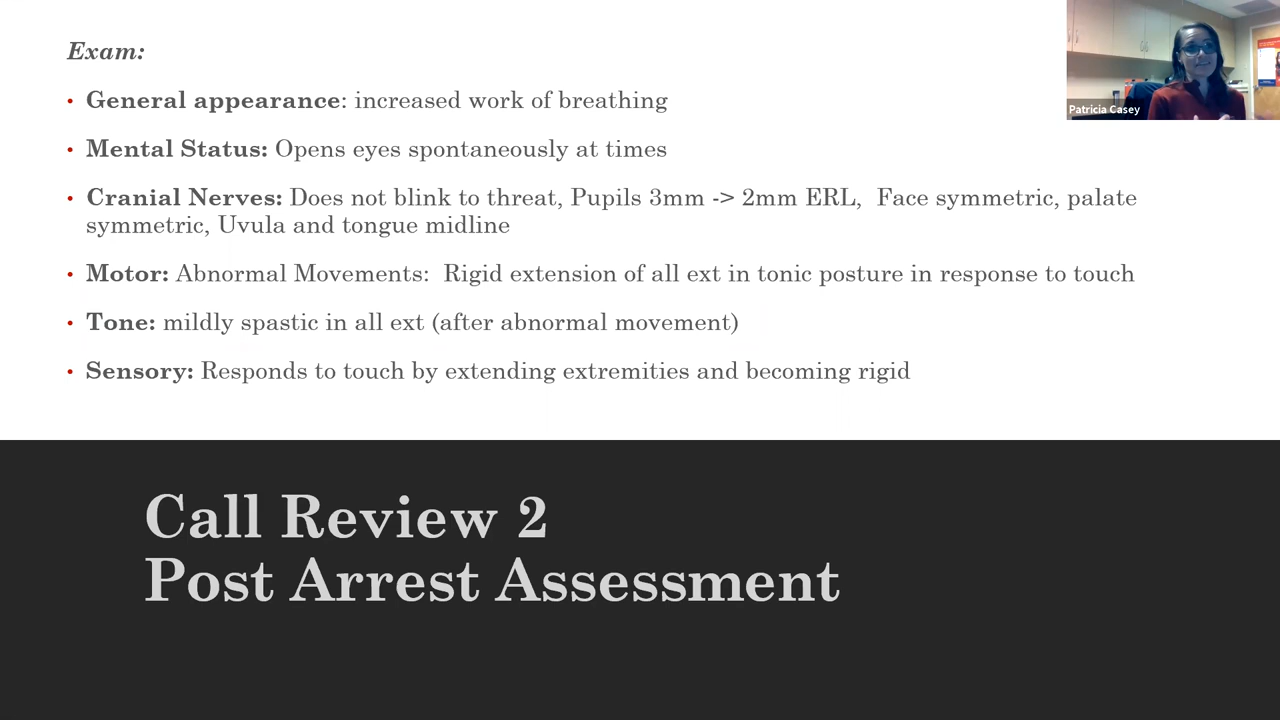 Exam:
• General appearance: increased work of breathing
• Mental Status: Opens eyes spontaneously at times
• Cranial Nerves: Does not blink to threat, Pupils 3mm -> 2mm ERL,  Face symmetric, palate
symmetric, Uvula and tongue midline
• Motor: Abnormal Movements:  Rigid extension of all ext in tonic posture in response to touch
• Tone: mildly spastic in all ext (after abnormal movement)
• Sensory: Responds to touch by extending extremities and becoming rigid
Patricia Casey
Call Review 2
Post Arrest Assessment